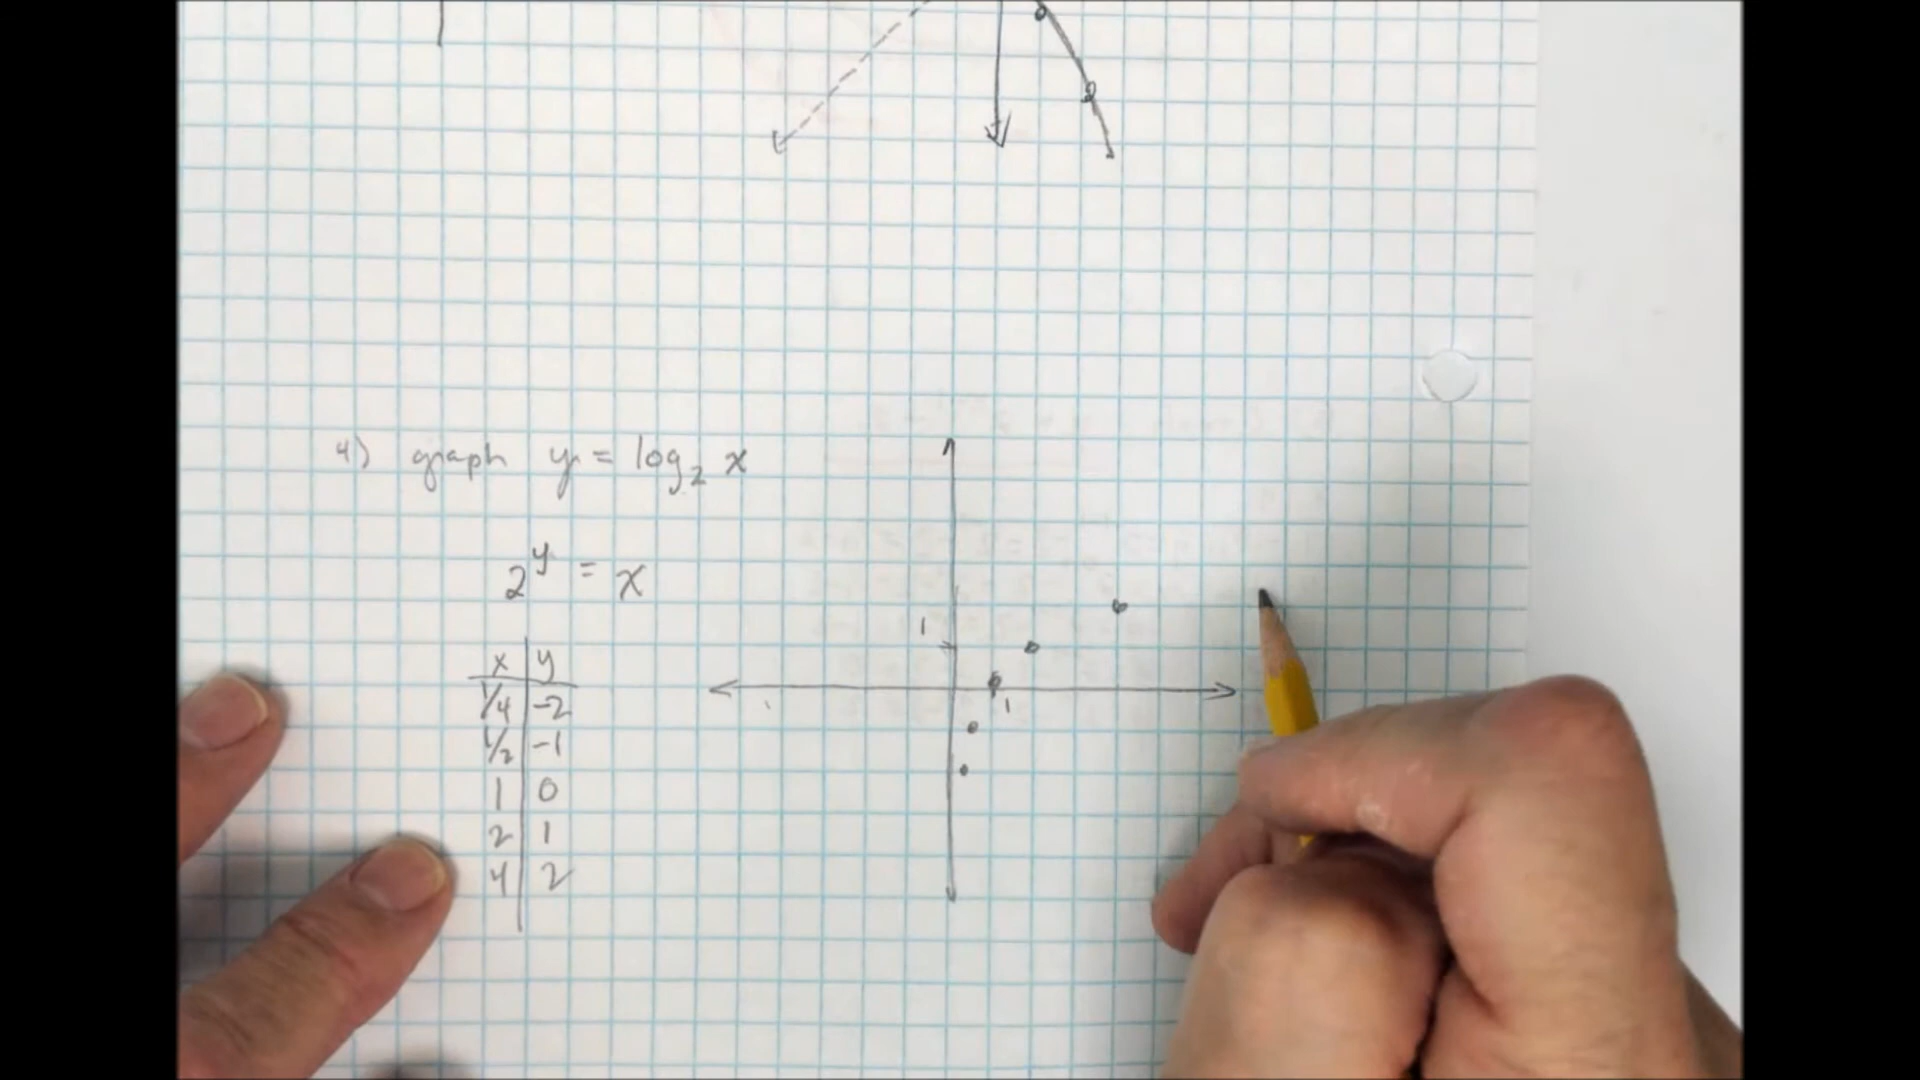 4) graph y = log₂ x
2^y = x
x y
1/4 -2
1/2 -1
1 0
2 1
4 2
1
1